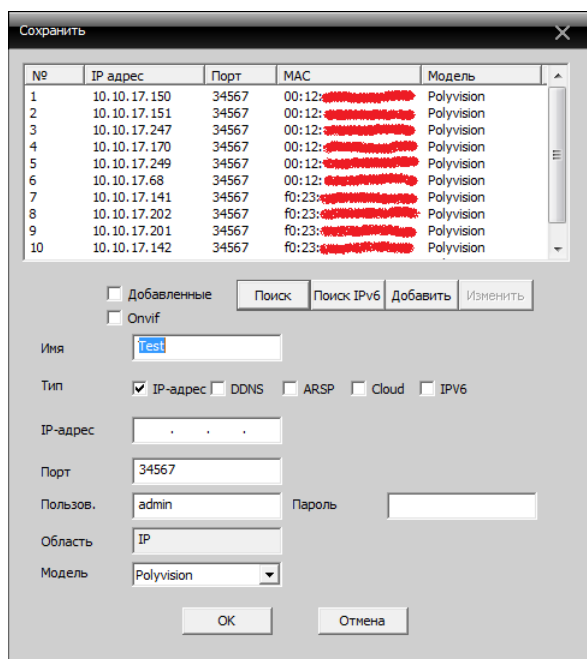 Сохранить
№ IP адрес Порт MAC Модель
1 10.10.17.150 34567 00:12: Polyvision
2 10.10.17.151 34567 00:12: Polyvision
3 10.10.17.247 34567 00:12: Polyvision
4 10.10.17.170 34567 00:12: Polyvision
5 10.10.17.249 34567 00:12: Polyvision
6 10.10.17.68 34567 00:12: Polyvision
7 10.10.17.141 34567 f0:23: Polyvision
8 10.10.17.202 34567 f0:23: Polyvision
9 10.10.17.201 34567 f0:23: Polyvision
10 10.10.17.142 34567 f0:23: Polyvision
Добавленные Поиск Поиск IPv6 Добавить Изменить
Onvif
Имя Test
Тип IP-адрес DDNS ARSP Cloud IPV6
IP-адрес . . .
Порт 34567
Пользов. admin Пароль
Область IP
Модель Polyvision
OK Отмена